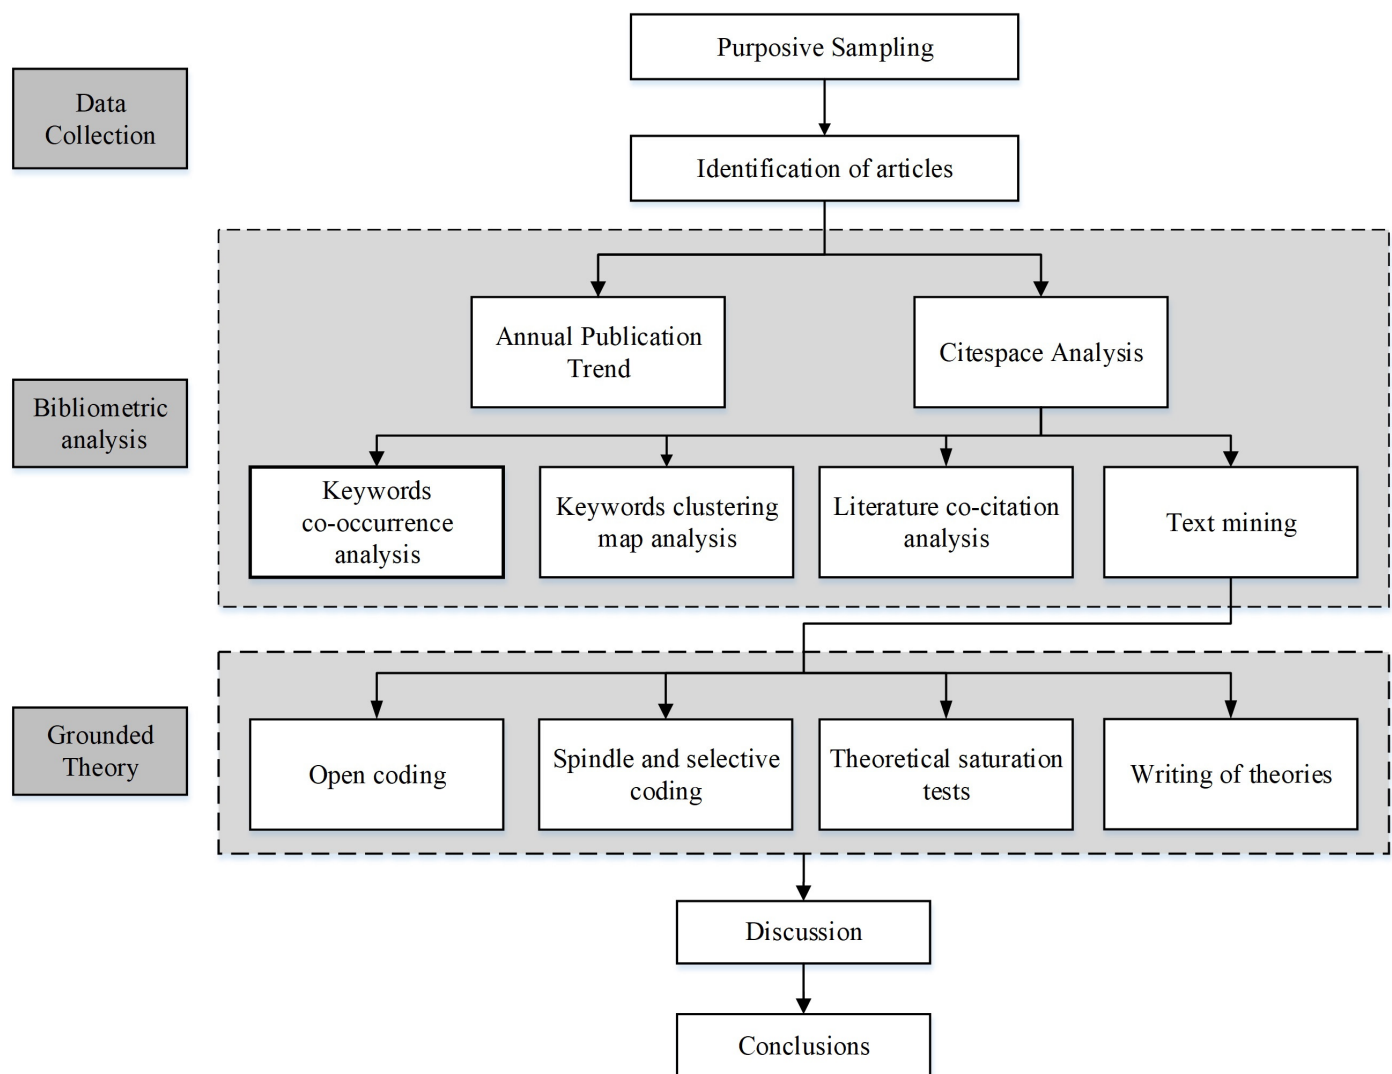 Purposive Sampling
Data
Collection
Identification of articles
Annual Publication
Trend
Citespace Analysis
Bibliometric
analysis
Keywords
co-occurrence
analysis
Keywords clustering
map analysis
Literature co-citation
analysis
Text mining
Grounded
Theory
Open coding
Spindle and selective
coding
Theoretical saturation
tests
Writing of theories
Discussion
Conclusions